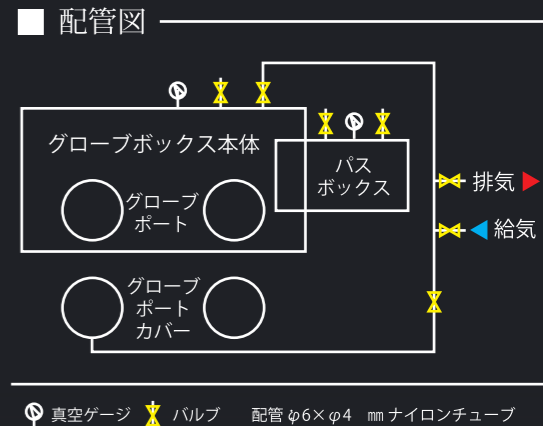 ■ 配管図
グローブボックス本体
パス
ボックス
グローブ
ポート
排気
給気
グローブ
ポート
カバー
真空ゲージ バルブ 配管 φ6×φ4 ㎜ ナイロンチューブ